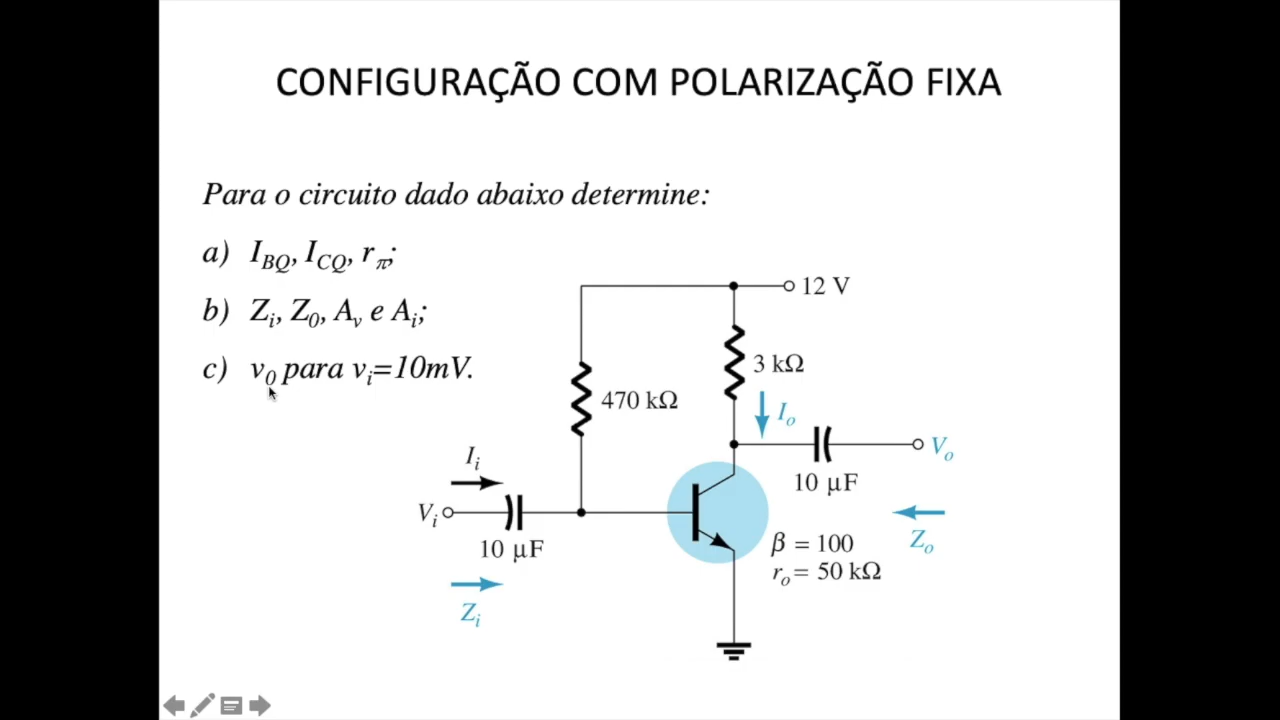 CONFIGURAÇÃO COM POLARIZAÇÃO FIXA
Para o circuito dado abaixo determine:
a) I_BQ, I_CQ, r_π;
b) Z_i, Z_0, A_v e A_i;
c) v_0 para v_i=10mV.
12 V
3 kΩ
470 kΩ
I_o
I_i
V_o
10 μF
V_i
10 μF
Z_o
β = 100
r_o = 50 kΩ
Z_i